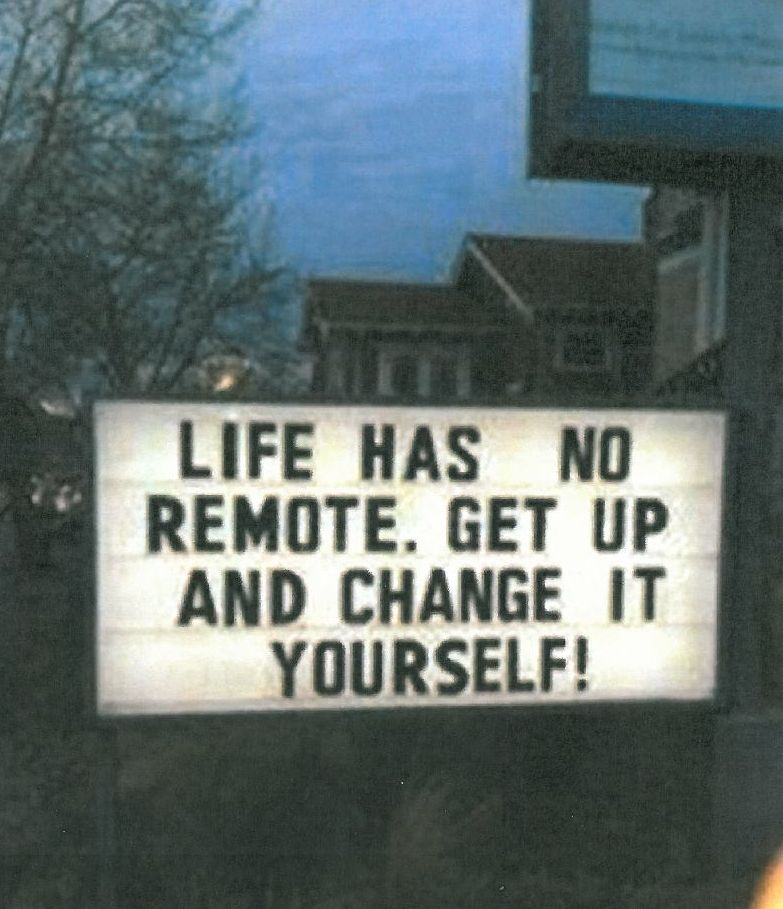 LIFE HAS NO
REMOTE. GET UP
AND CHANGE IT
YOURSELF!